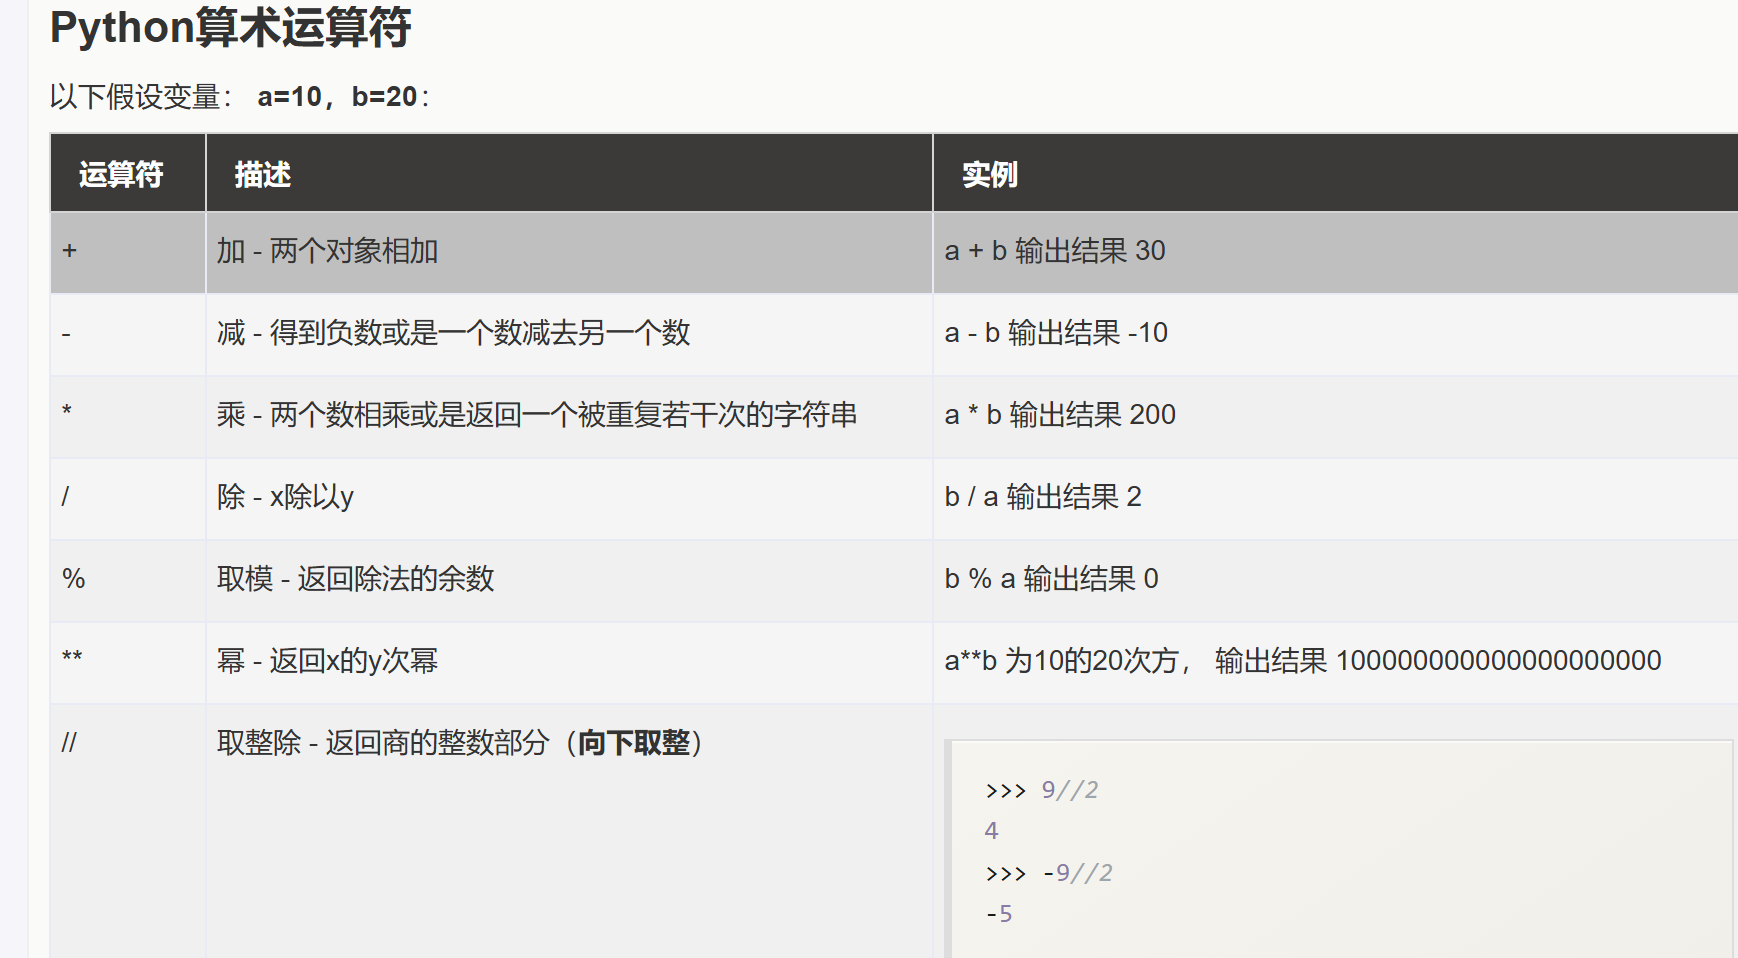 Python算术运算符
以下假设变量： a=10，b=20：
运算符 描述 实例
+ 加 - 两个对象相加 a + b 输出结果 30
- 减 - 得到负数或是一个数减去另一个数 a - b 输出结果 -10
* 乘 - 两个数相乘或是返回一个被重复若干次的字符串 a * b 输出结果 200
/ 除 - x除以y b / a 输出结果 2
% 取模 - 返回除法的余数 b % a 输出结果 0
** 幂 - 返回x的y次幂 a**b 为10的20次方， 输出结果 100000000000000000000
// 取整除 - 返回商的整数部分（向下取整）
>>> 9//2
4
>>> -9//2
-5